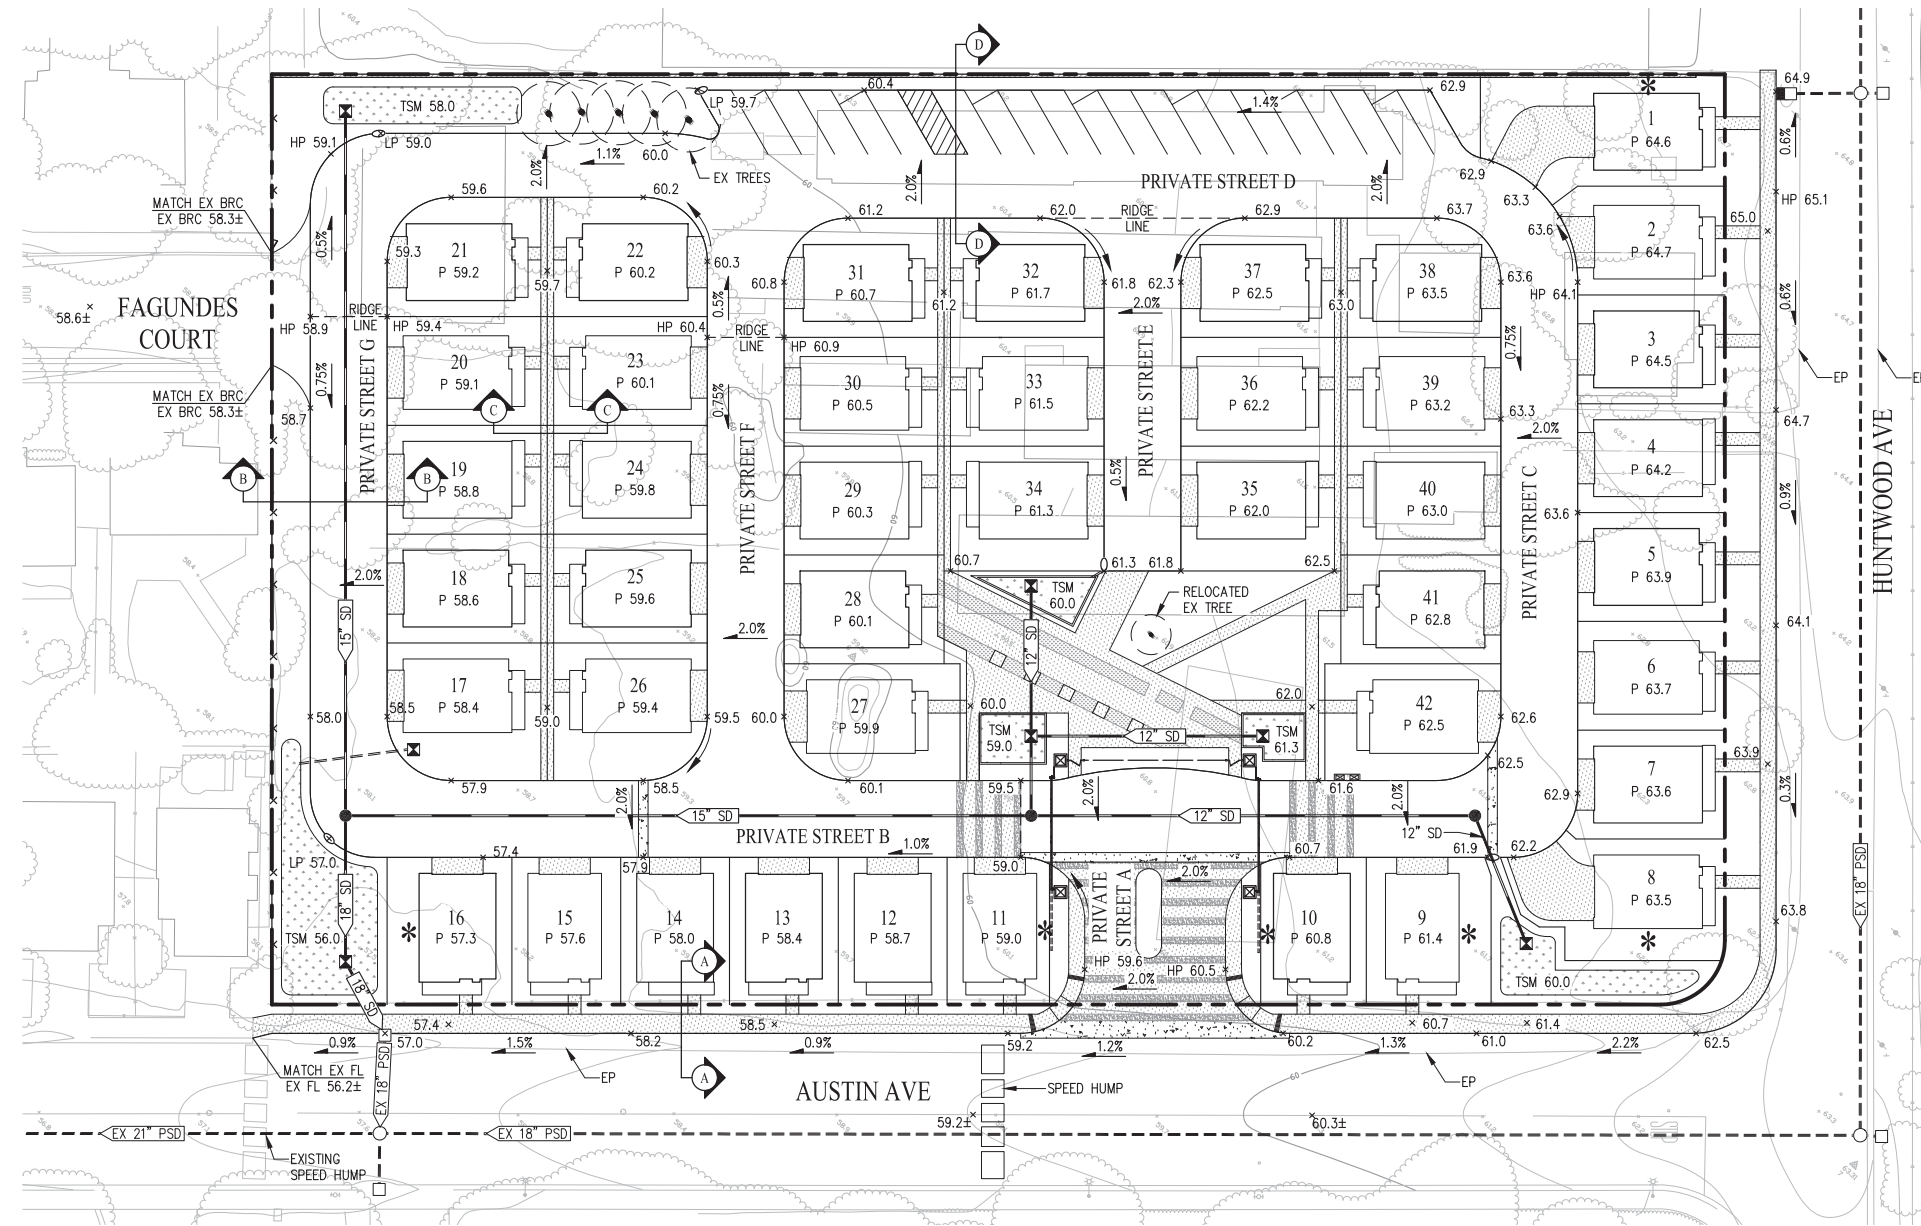 D
60.4
62.9
64.9
TSM 58.0
LP 59.7
1.4%
0.6%
1
P 64.6
HP 59.1
LP 59.0
1.1%
60.0
2.0%
EX TREES
2.0%
PRIVATE STREET D
2.0%
62.9
63.3
HP 65.1
MATCH EX BRC
EX BRC 58.3±
59.6
60.2
61.2
62.0
RIDGE
LINE
62.9
63.7
63.6
65.0
2
P 64.7
0.5%
59.3
21
P 59.2
22
P 60.2
59.7
60.3
0.5%
60.8
31
P 60.7
61.2
D
32
P 61.7
61.8
62.3
2.0%
37
P 62.5
63.0
38
P 63.5
63.6
HP 64.1
0.6%
FAGUNDES
COURT
58.6±
HP 58.9
RIDGE
LINE
HP 59.4
HP 60.4
RIDGE
LINE
HP 60.9
PRIVATE STREET E
0.75%
3
P 64.5
EP
0.75%
MATCH EX BRC
EX BRC 58.3±
58.7
PRIVATE STREET G
20
P 59.1
23
P 60.1
C
C
0.75%
30
P 60.5
33
P 61.5
36
P 62.2
39
P 63.2
63.3
2.0%
64.7
HUNTWOOD AVE
4
P 64.2
B
B
19
P 58.8
24
P 59.8
PRIVATE STREET F
29
P 60.3
34
P 61.3
0.5%
35
P 62.0
40
P 63.0
PRIVATE STREET C
63.6
0.9%
5
P 63.9
2.0%
18
P 58.6
25
P 59.6
28
P 60.1
60.7
61.3
61.8
62.5
TSM
60.0
RELOCATED
EX TREE
41
P 62.8
15" SD
2.0%
12" SD
64.1
6
P 63.7
17
P 58.4
26
P 59.4
27
P 59.9
60.0
62.0
42
P 62.5
58.0
58.5
59.0
59.5
60.0
TSM
59.0
12" SD
TSM
61.3
62.6
62.5
63.9
7
P 63.6
57.9
58.5
60.1
59.5
61.6
62.9
0.3%
2.0%
2.0%
2.0%
15" SD
12" SD
12" SD
PRIVATE STREET B
1.0%
LP 57.0
57.4
57.9
59.0
60.7
61.9
62.2
18" SD
EX 18" PSD
PRIVATE
STREET A
2.0%
8
P 63.5
16
P 57.3
15
P 57.6
14
P 58.0
13
P 58.4
12
P 58.7
11
P 59.0
10
P 60.8
9
P 61.4
63.8
TSM 56.0
A
HP 59.6
HP 60.5
2.0%
TSM 60.0
18" SD
57.4
58.5
60.7
61.4
57.0
58.2
59.2
60.2
61.0
62.5
0.9%
1.5%
0.9%
1.2%
1.3%
2.2%
MATCH EX FL
EX FL 56.2±
EX 18" PSD
EP
A
AUSTIN AVE
SPEED HUMP
EP
59.2±
60.3±
EX 21" PSD
EX 18" PSD
EXISTING
SPEED HUMP